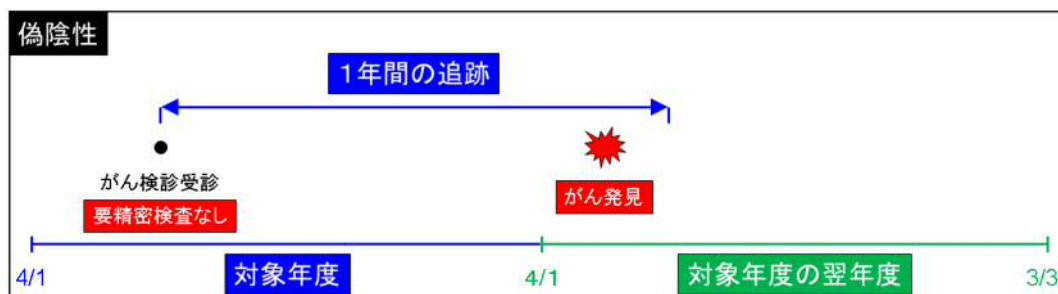 偽陰性
１年間の追跡
がん検診受診
要精密検査なし
がん発見
4/1
対象年度
4/1
対象年度の翌年度
3/3